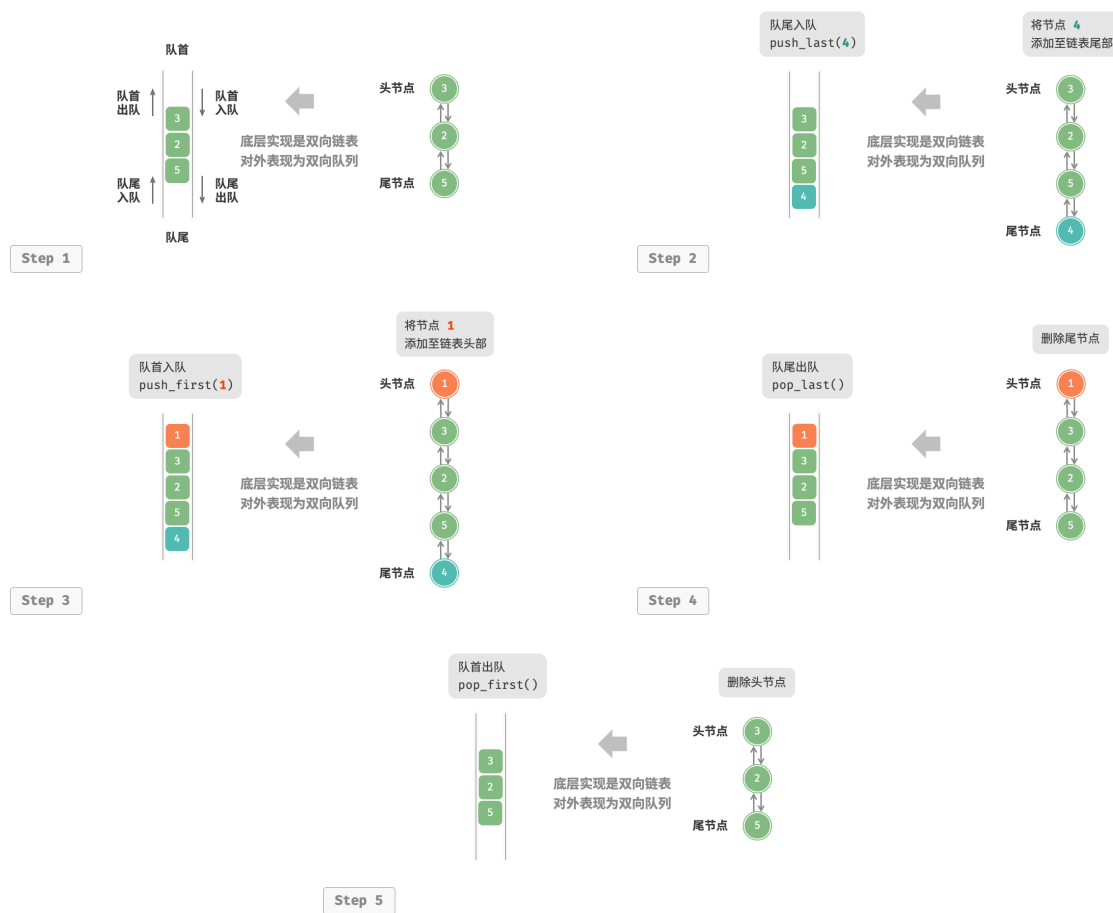 队首
队首
出队
队首
入队
3
2
5
队尾
入队
队尾
出队
队尾
底层实现是双向链表
对外表现为双向队列
头节点
3
2
尾节点
5
Step 1
队尾入队
push_last(4)
3
2
5
4
底层实现是双向链表
对外表现为双向队列
将节点 4
添加至链表尾部
头节点
3
2
5
尾节点
4
Step 2
队首入队
push_first(1)
1
3
2
5
4
底层实现是双向链表
对外表现为双向队列
将节点 1
添加至链表头部
头节点
1
3
2
5
尾节点
4
Step 3
队尾出队
pop_last()
1
3
2
5
底层实现是双向链表
对外表现为双向队列
删除尾节点
头节点
1
3
2
尾节点
5
Step 4
队首出队
pop_first()
3
2
5
底层实现是双向链表
对外表现为双向队列
删除头节点
头节点
3
2
尾节点
5
Step 5